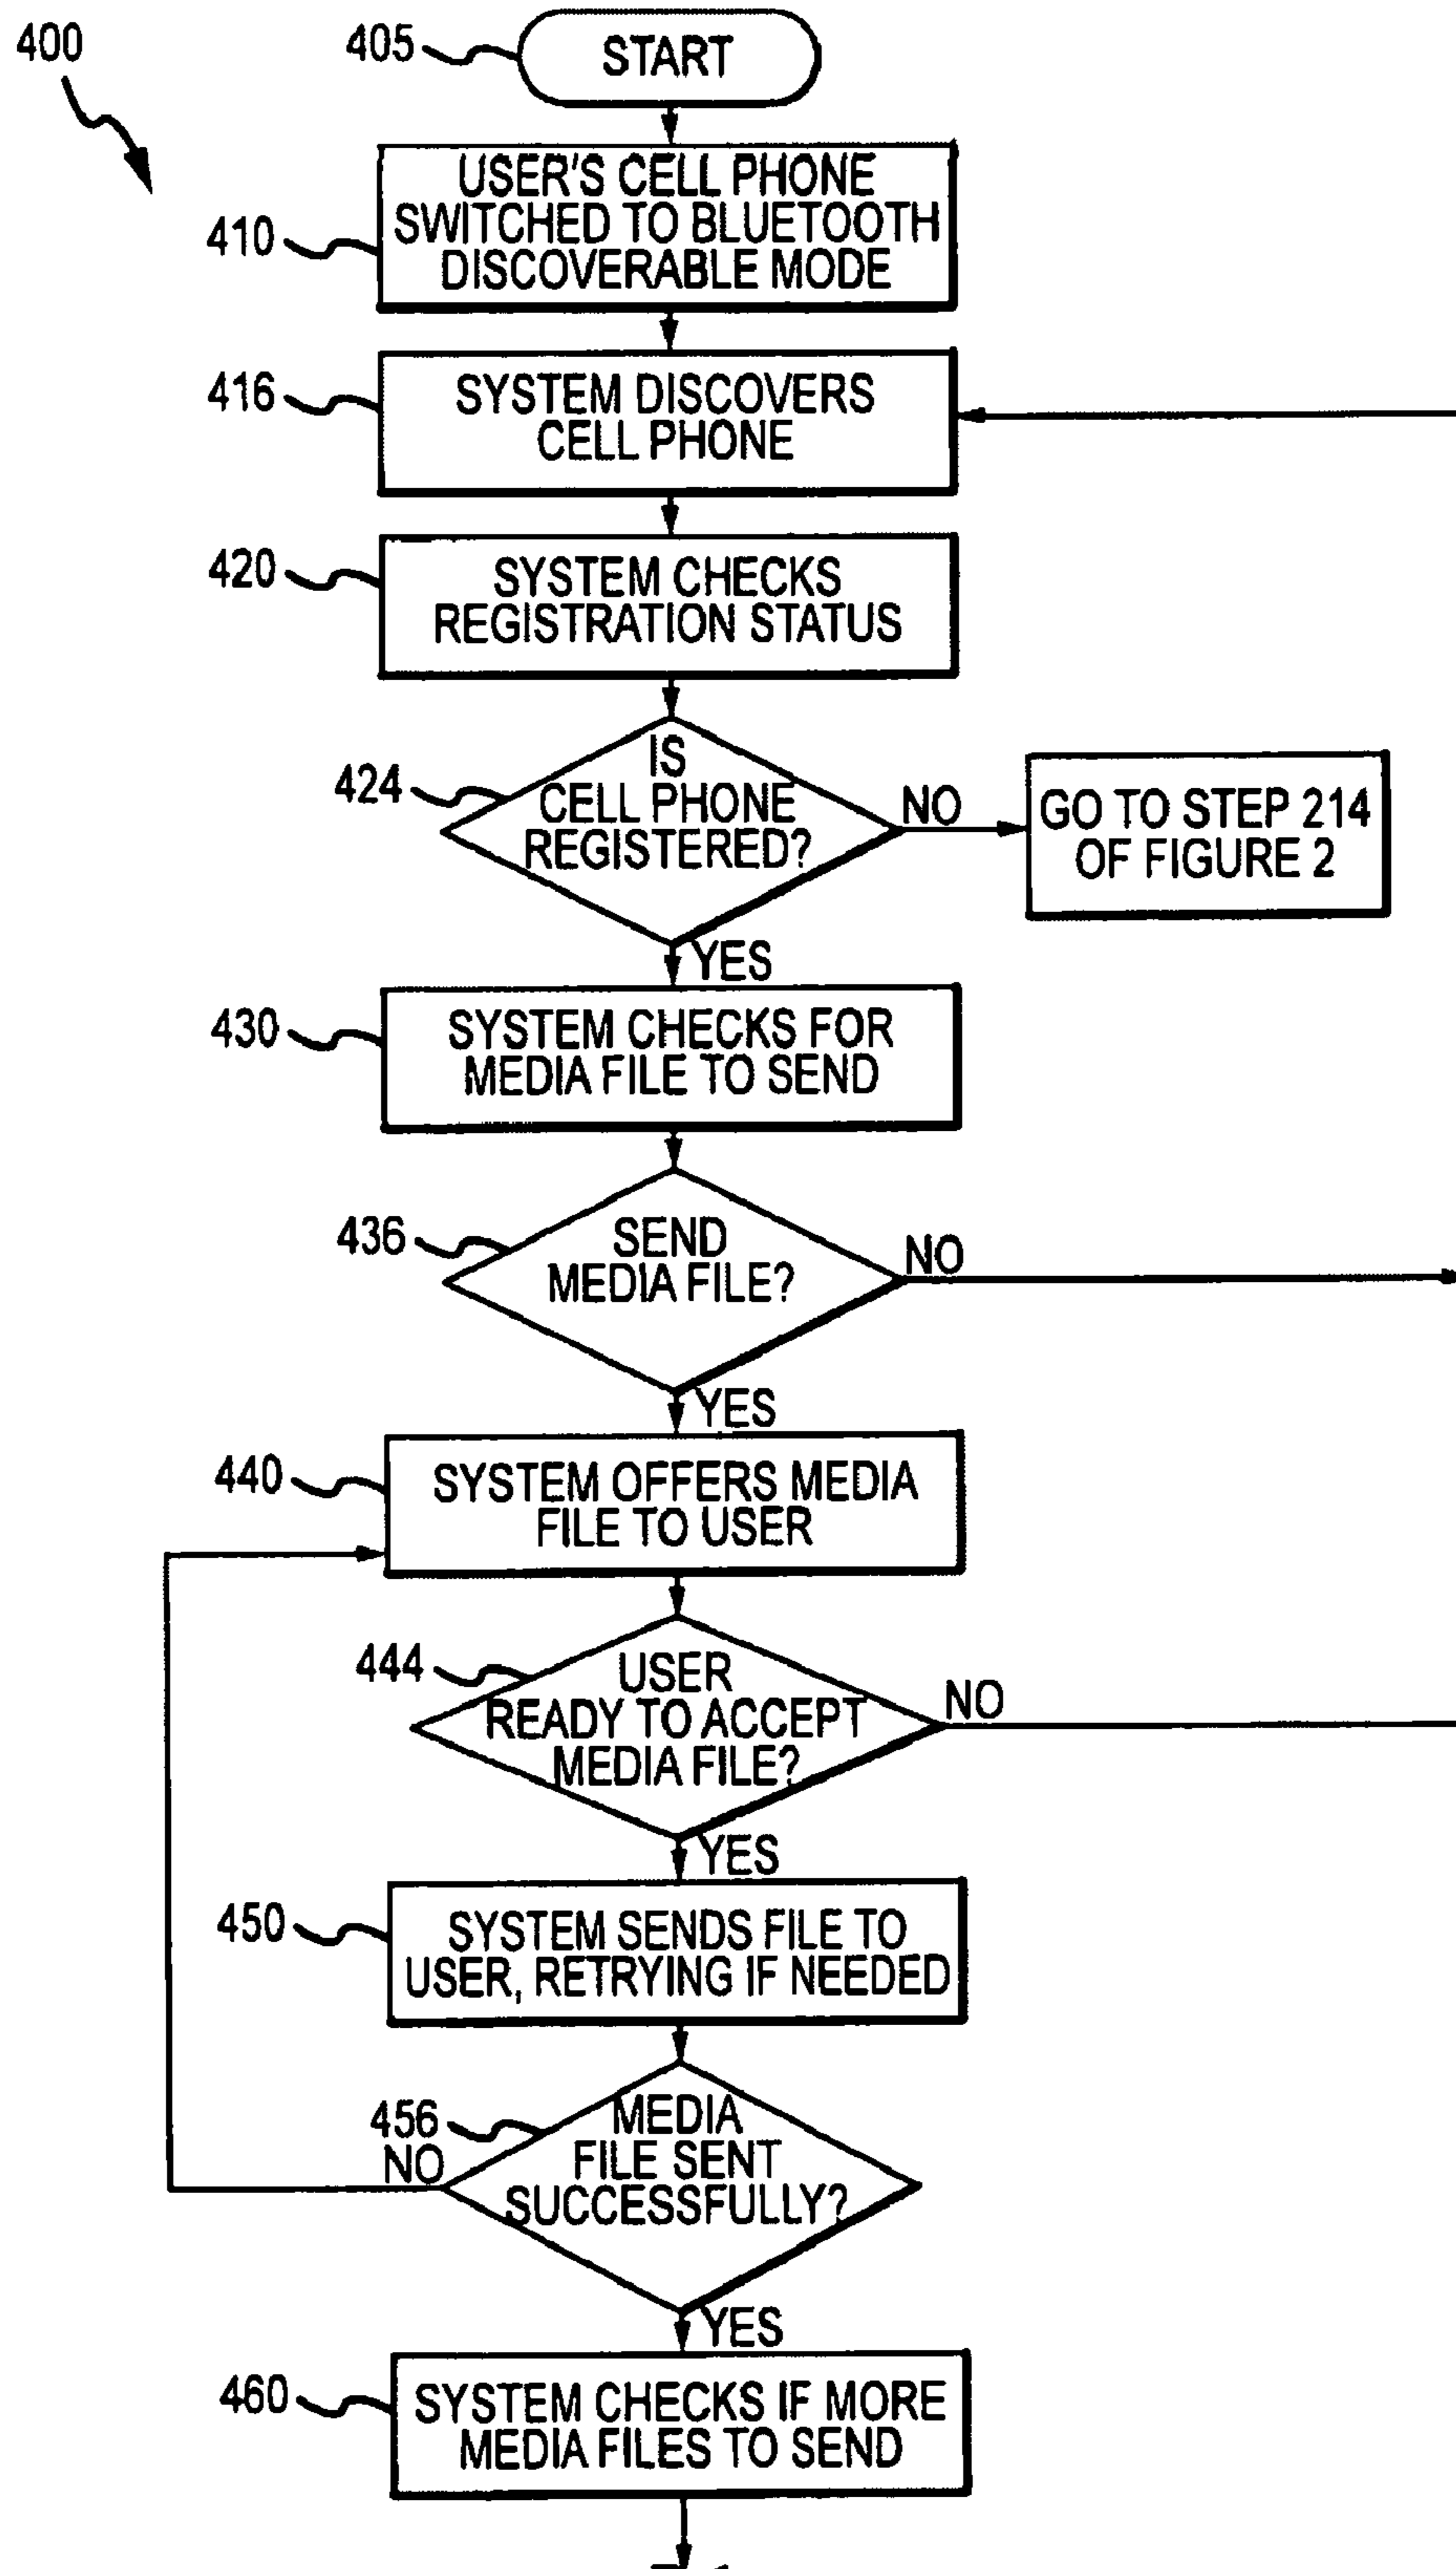 400
405
START
410
USER'S CELL PHONE
SWITCHED TO BLUETOOTH
DISCOVERABLE MODE
416
SYSTEM DISCOVERS
CELL PHONE
420
SYSTEM CHECKS
REGISTRATION STATUS
424
IS
CELL PHONE
REGISTERED?
NO
GO TO STEP 214
OF FIGURE 2
YES
430
SYSTEM CHECKS FOR
MEDIA FILE TO SEND
436
SEND
MEDIA FILE?
NO
YES
440
SYSTEM OFFERS MEDIA
FILE TO USER
444
USER
READY TO ACCEPT
MEDIA FILE?
NO
YES
450
SYSTEM SENDS FILE TO
USER, RETRYING IF NEEDED
456
MEDIA
FILE SENT
SUCCESSFULLY?
NO
YES
460
SYSTEM CHECKS IF MORE
MEDIA FILES TO SEND